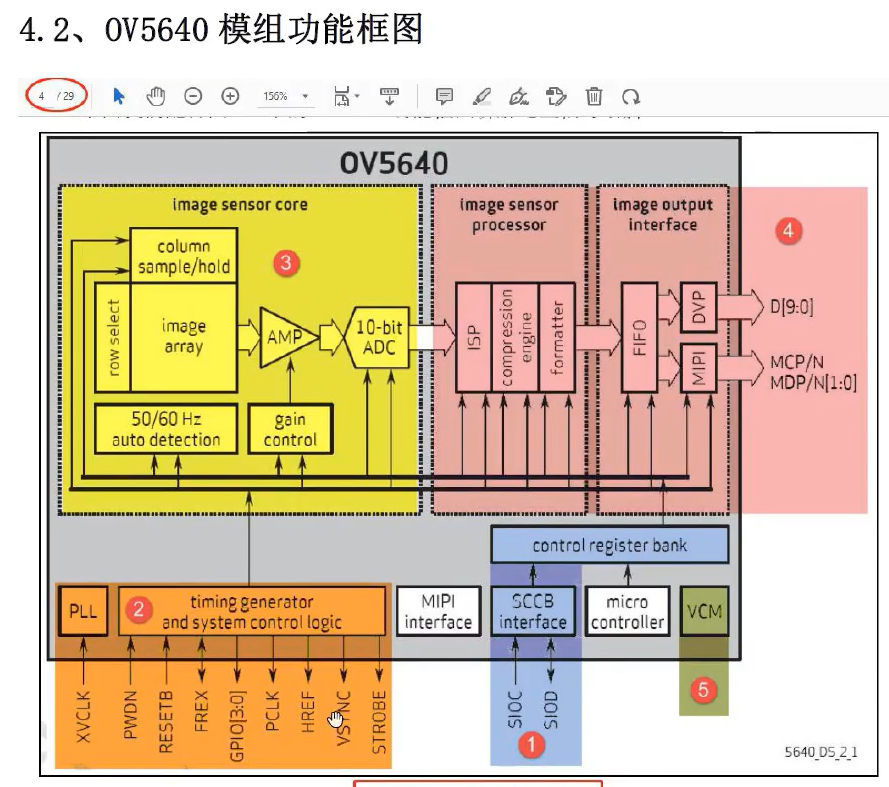 4.2、OV5640 模组功能框图
4 / 29
156%
OV5640
image sensor core
image sensor
processor
image output
interface
column
sample/hold
3
4
row select
image
array
AMP
10-bit
ADC
ISP
compression
engine
formatter
FIFO
DVP
MIPI
D[9:0]
MCP/N
MDP/N[1:0]
50/60 Hz
auto detection
gain
control
control register bank
PLL
2
timing generator
and system control logic
MIPI
interface
SCCB
interface
micro
controller
VCM
XVCLK
PWDN
RESETB
FREX
GPIO[3:0]
PCLK
HREF
VSYNC
STROBE
SIOC
SIOD
1
5
5640_DS_2_1